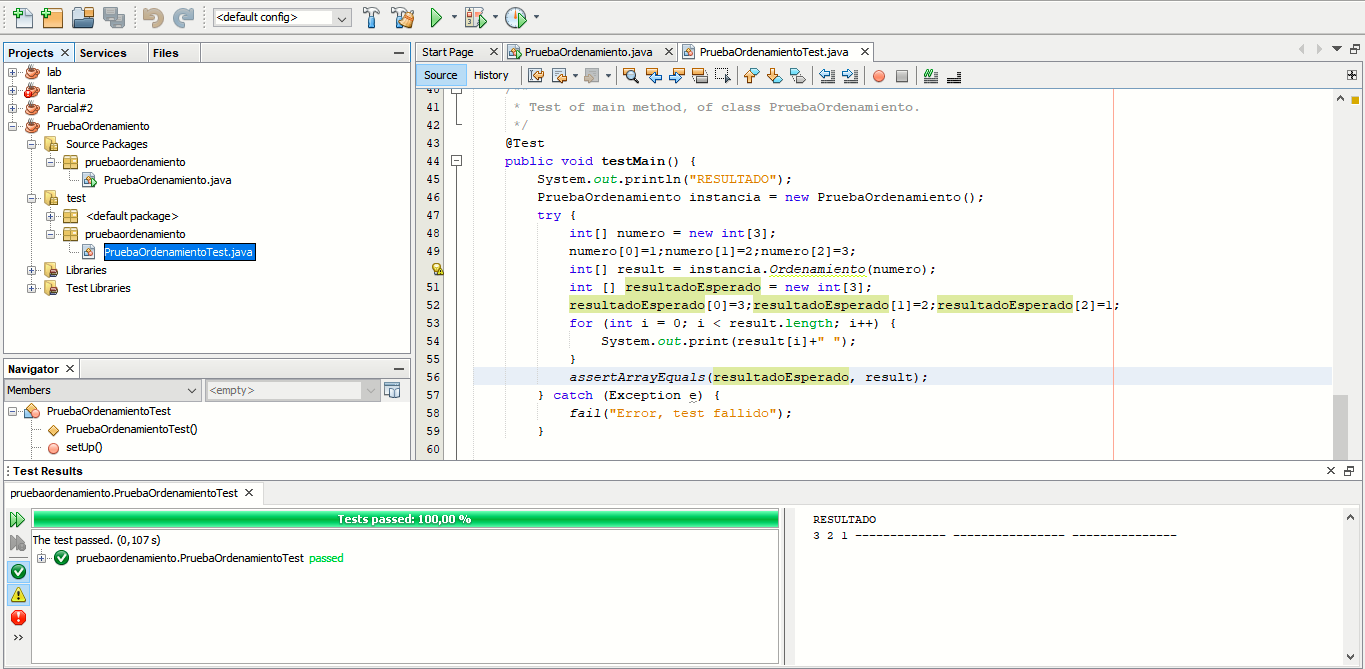 <default config>
Projects
Services
Files
lab
llanteria
Parcial#2
PruebaOrdenamiento
Source Packages
pruebaordenamiento
PruebaOrdenamiento.java
test
<default package>
pruebaordenamiento
PruebaOrdenamientoTest.java
Libraries
Test Libraries
Navigator
Members
<empty>
PruebaOrdenamientoTest
PruebaOrdenamientoTest()
setUp()
Start Page
PruebaOrdenamiento.java
PruebaOrdenamientoTest.java
Source History
40 /**
41 * Test of main method, of class PruebaOrdenamiento.
42 */
43 @Test
44 public void testMain() {
45 System.out.println("RESULTADO");
46 PruebaOrdenamiento instancia = new PruebaOrdenamiento();
47 try {
48 int[] numero = new int[3];
49 numero[0]=1;numero[1]=2;numero[2]=3;
int[] result = instancia.Ordenamiento(numero);
51 int [] resultadoEsperado = new int[3];
52 resultadoEsperado[0]=3;resultadoEsperado[1]=2;resultadoEsperado[2]=1;
53 for (int i = 0; i < result.length; i++) {
54 System.out.print(result[i]+" ");
55 }
56 assertArrayEquals(resultadoEsperado, result);
57 } catch (Exception e) {
58 fail("Error, test fallido");
59 }
60
Test Results
pruebaordenamiento.PruebaOrdenamientoTest
Tests passed: 100,00 %
The test passed. (0,107 s)
pruebaordenamiento.PruebaOrdenamientoTest passed
RESULTADO
3 2 1 ------------- ---------------- ---------------